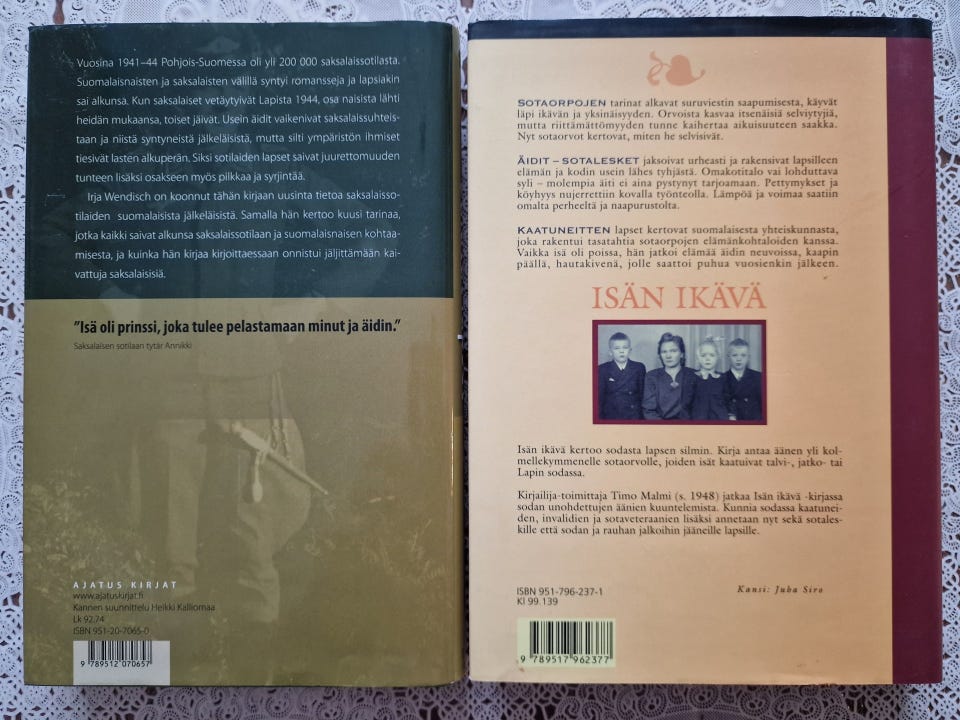 Vuosina 1941–44 Pohjois-Suomessa oli yli 200 000 saksalaissotilasta.
Suomalaisnaisten ja saksalaisten välillä syntyi romansseja ja lapsiakin
sai alkunsa. Kun saksalaiset vetäytyivät Lapista 1944, osa naisista lähti
heidän mukaansa, toiset jäivät. Usein äidit vaikenivat saksalaissuhteis-
taan ja niistä syntyneistä jälkeläisistä, mutta silti ympäristön ihmiset
tiesivät lasten alkuperän. Siksi sotilaiden lapset saivat juurettomuuden
tunteen lisäksi osakseen myös pilkkaa ja syrjintää.
Irja Wendisch on koonnut tähän kirjaan uusinta tietoa saksalaisso-
tilaiden suomalaisista jälkeläisistä. Samalla hän kertoo kuusi tarinaa,
jotka kaikki saivat alkunsa saksalaissotilaan ja suomalaisnaisen kohtaa-
misesta, ja kuinka hän kirjaa kirjoittaessaan onnistui jäljittämään kai-
vattuja saksalaisisiä.
"Isä oli prinssi, joka tulee pelastamaan minut ja äidin."
Saksalaisen sotilaan tytär Annikki
AJATUS KIRJAT
www.ajatuskirjat.fi
Kannen suunnittelu Heikki Kalliomaa
Lk 92.74
ISBN 951-20-7065-0
9 789512 070657
SOTAORPOJEN tarinat alkavat suruviestin saapumisesta, käyvät
läpi ikävän ja yksinäisyyden. Orvoista kasvaa itsenäisiä selviytyjiä,
mutta riittämättömyyden tunne kaihertaa aikuisuuteen saakka.
Nyt sotaorvot kertovat, miten he selvisivät.
ÄIDIT – SOTALESKET jaksoivat urheasti ja rakensivat lapsilleen
elämän ja kodin usein lähes tyhjästä. Omakotitalo vai lohduttava
syli – molempia äiti ei aina pystynyt tarjoamaan. Pettymykset ja
köyhyys nujerrettiin kovalla työnteolla. Lämpöä ja voimaa saatiin
omalta perheeltä ja naapurustolta.
KAATUNEITTEN lapset kertovat suomalaisesta yhteiskunnasta,
joka rakentui tasatahtia sotaorpojen elämänkohtaloiden kanssa.
Vaikka isä oli poissa, hän jatkoi elämää äidin neuvoissa, kaapin
päällä, hautakivenä, jolle saattoi puhua vuosienkin jälkeen.
ISÄN IKÄVÄ
Isän ikävä kertoo sodasta lapsen silmin. Kirja antaa äänen yli kol-
mellekymmenelle sotaorvolle, joiden isät kaatuivat talvi-, jatko- tai
Lapin sodassa.
Kirjailija-toimittaja Timo Malmi (s. 1948) jatkaa Isän ikävä -kirjassa
sodan unohdettujen äänien kuuntelemista. Kunnia sodassa kaatunei-
den, invalidien ja sotaveteraanien lisäksi annetaan nyt sekä sotales-
kille että sodan ja rauhan jalkoihin jääneille lapsille.
ISBN 951-796-237-1
Kl 99.139
Kansi: Juba Siro
9 789517 962377